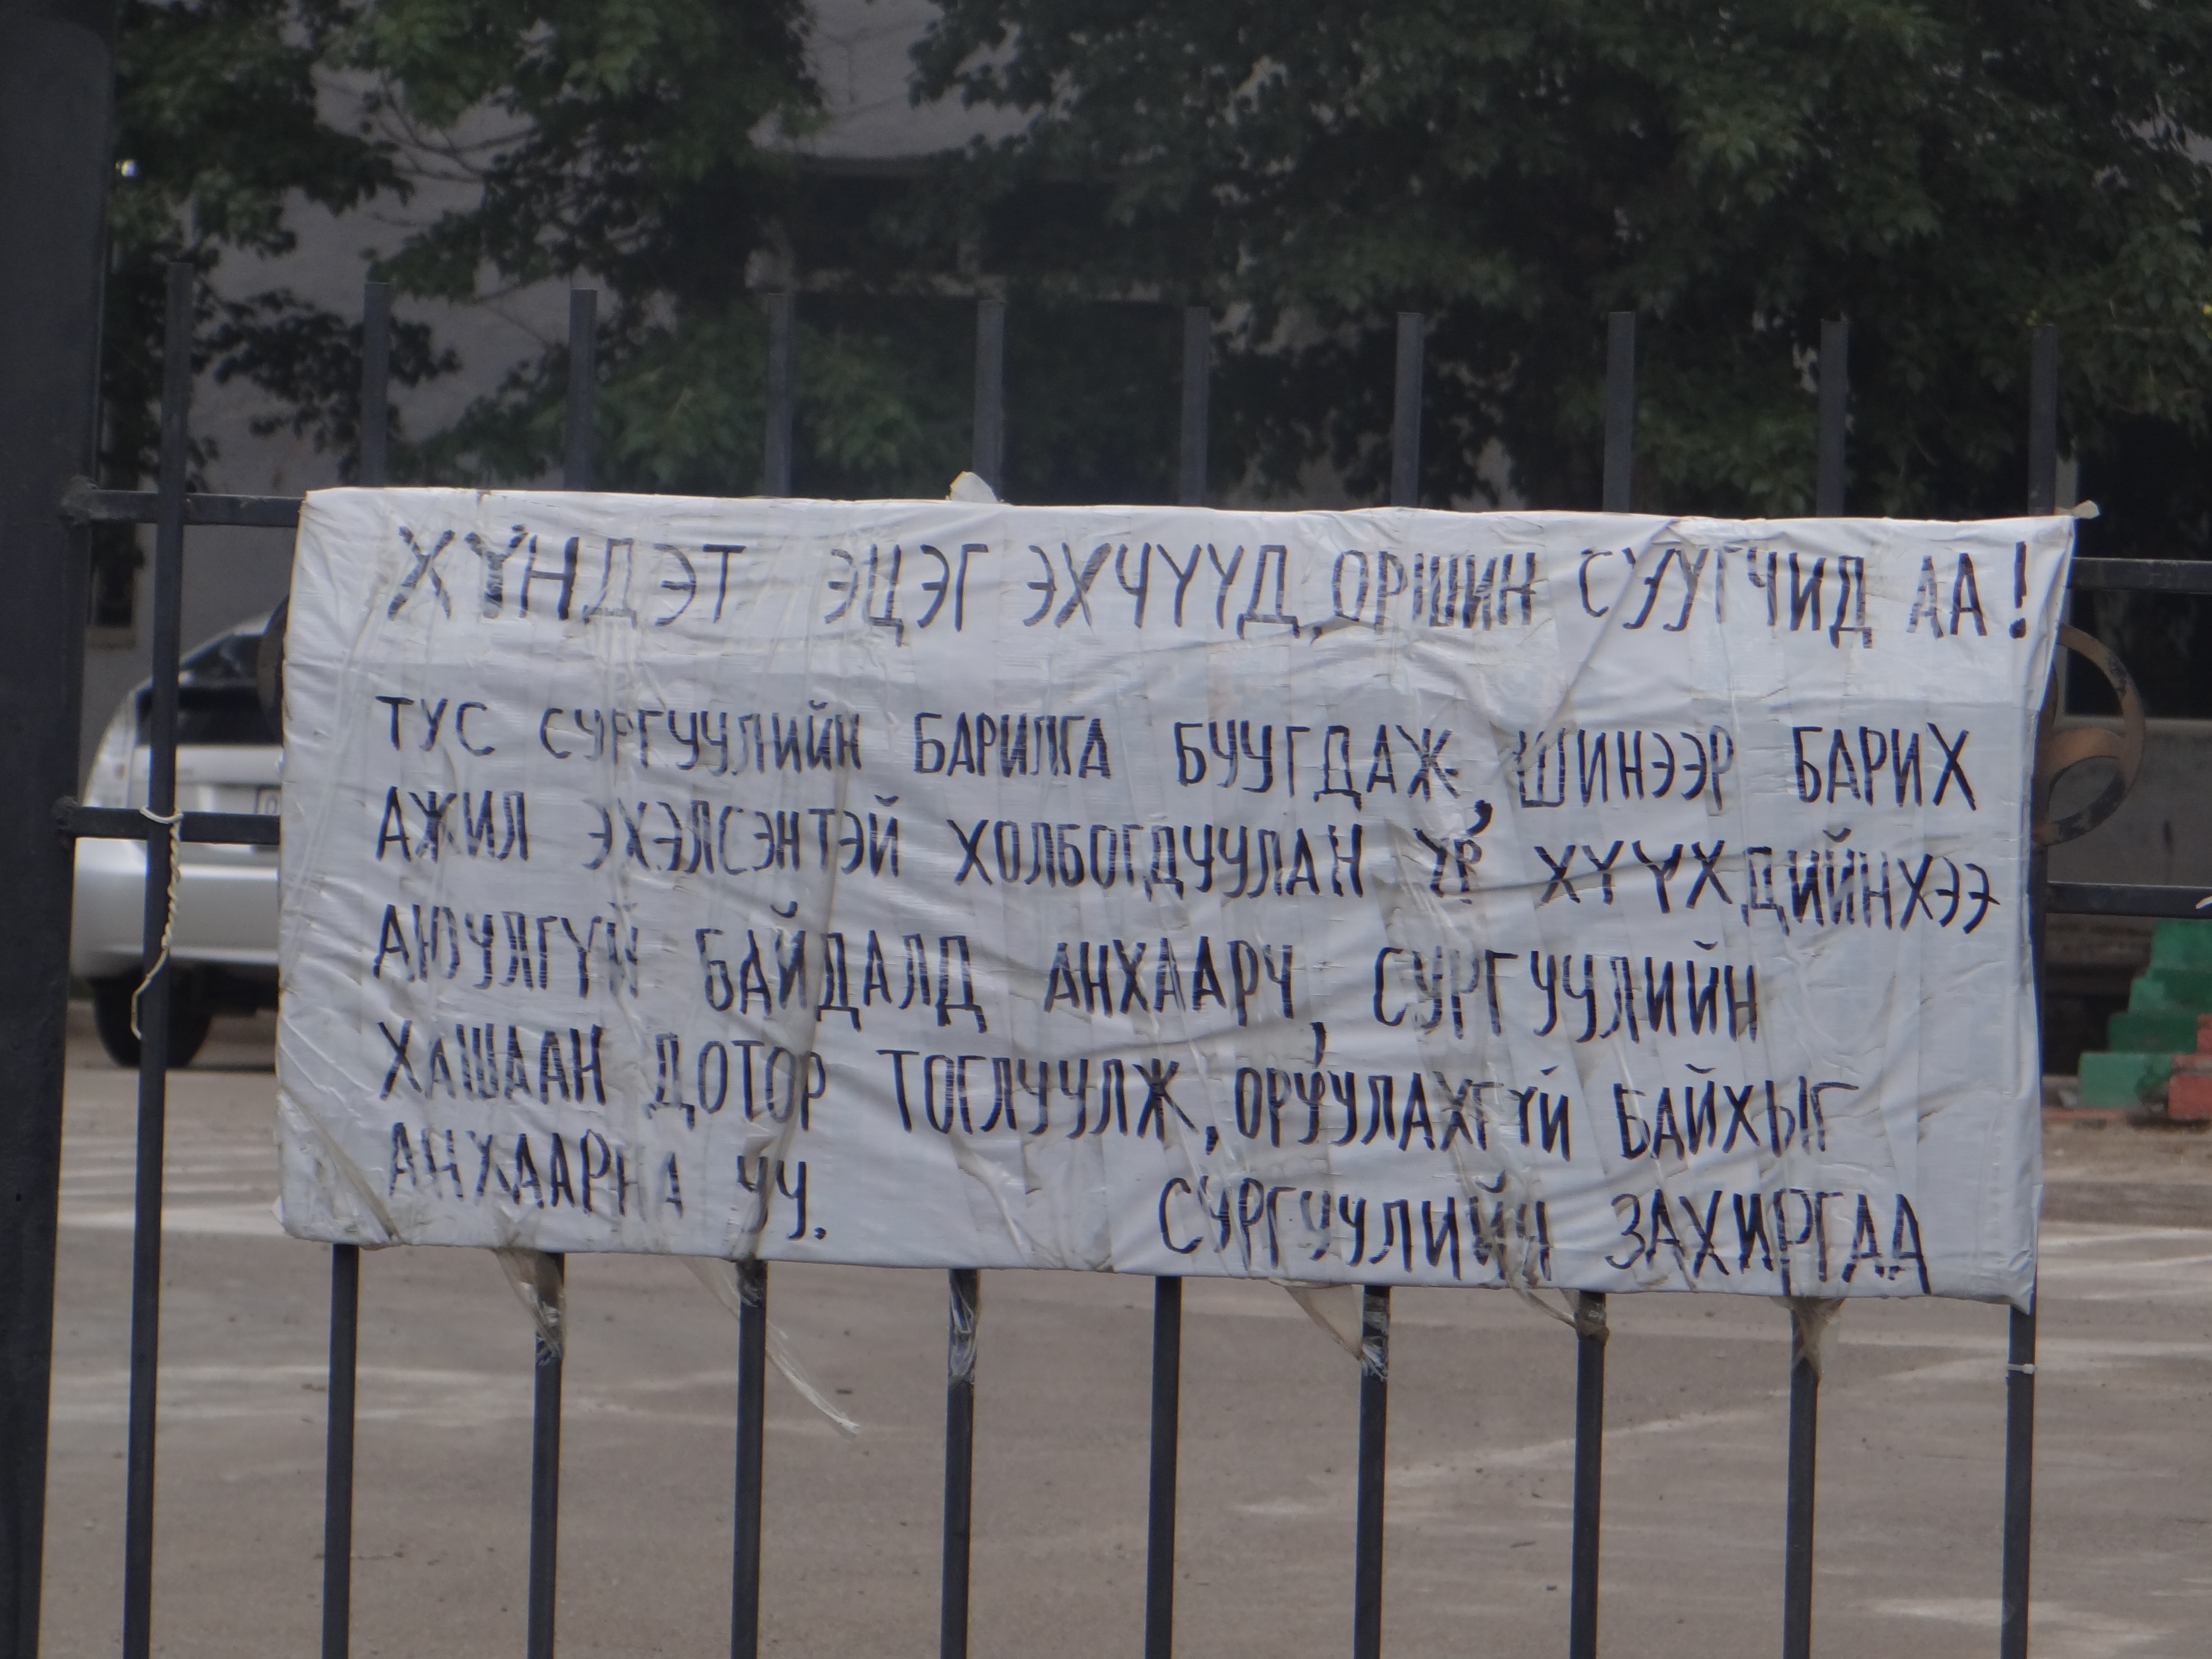 ХҮНДЭТ ЭЦЭГ ЭХЧҮҮД, ОРШИН СУУГЧИД АА!
ТУС СУРГУУЛИЙН БАРИЛГА БУУГДАЖ, ШИНЭЭР БАРИХ
АЖИЛ ЭХЭЛСЭНТЭЙ ХОЛБОГДУУЛАН ҮР ХҮҮХДИЙНХЭЭ
АЮУЛГҮЙ БАЙДАЛД АНХААРЧ, СУРГУУЛИЙН
ХАШААН ДОТОР ТОГЛУУЛЖ, ОРУУЛАХГҮЙ БАЙХЫГ
АНХААРНА УУ. СУРГУУЛИЙН ЗАХИРГАА